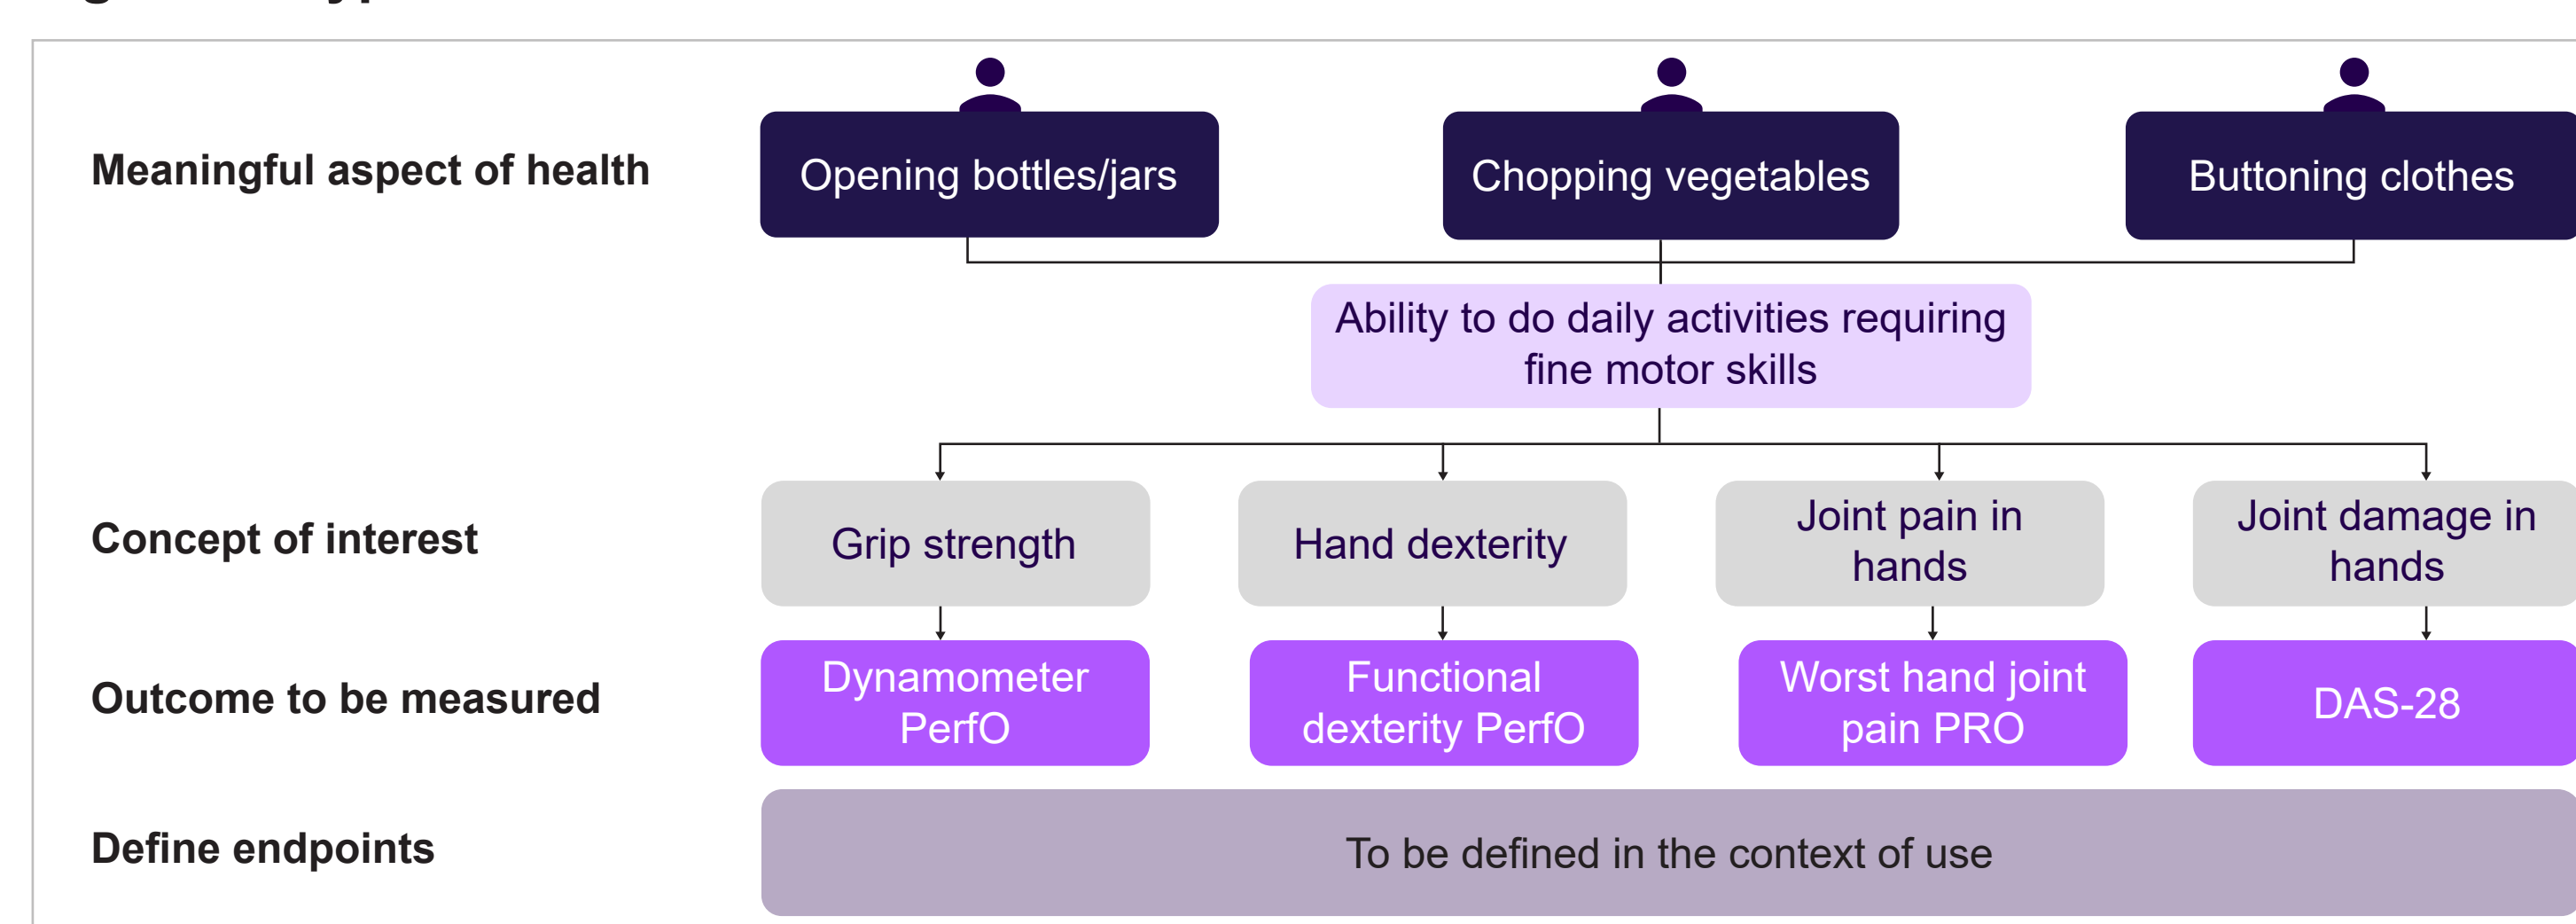 Meaningful aspect of health
Opening bottles/jars
Chopping vegetables
Buttoning clothes
Ability to do daily activities requiring
fine motor skills
Concept of interest
Grip strength
Hand dexterity
Joint pain in
hands
Joint damage in
hands
Outcome to be measured
Dynamometer
PerfO
Functional
dexterity PerfO
Worst hand joint
pain PRO
DAS-28
Define endpoints
To be defined in the context of use